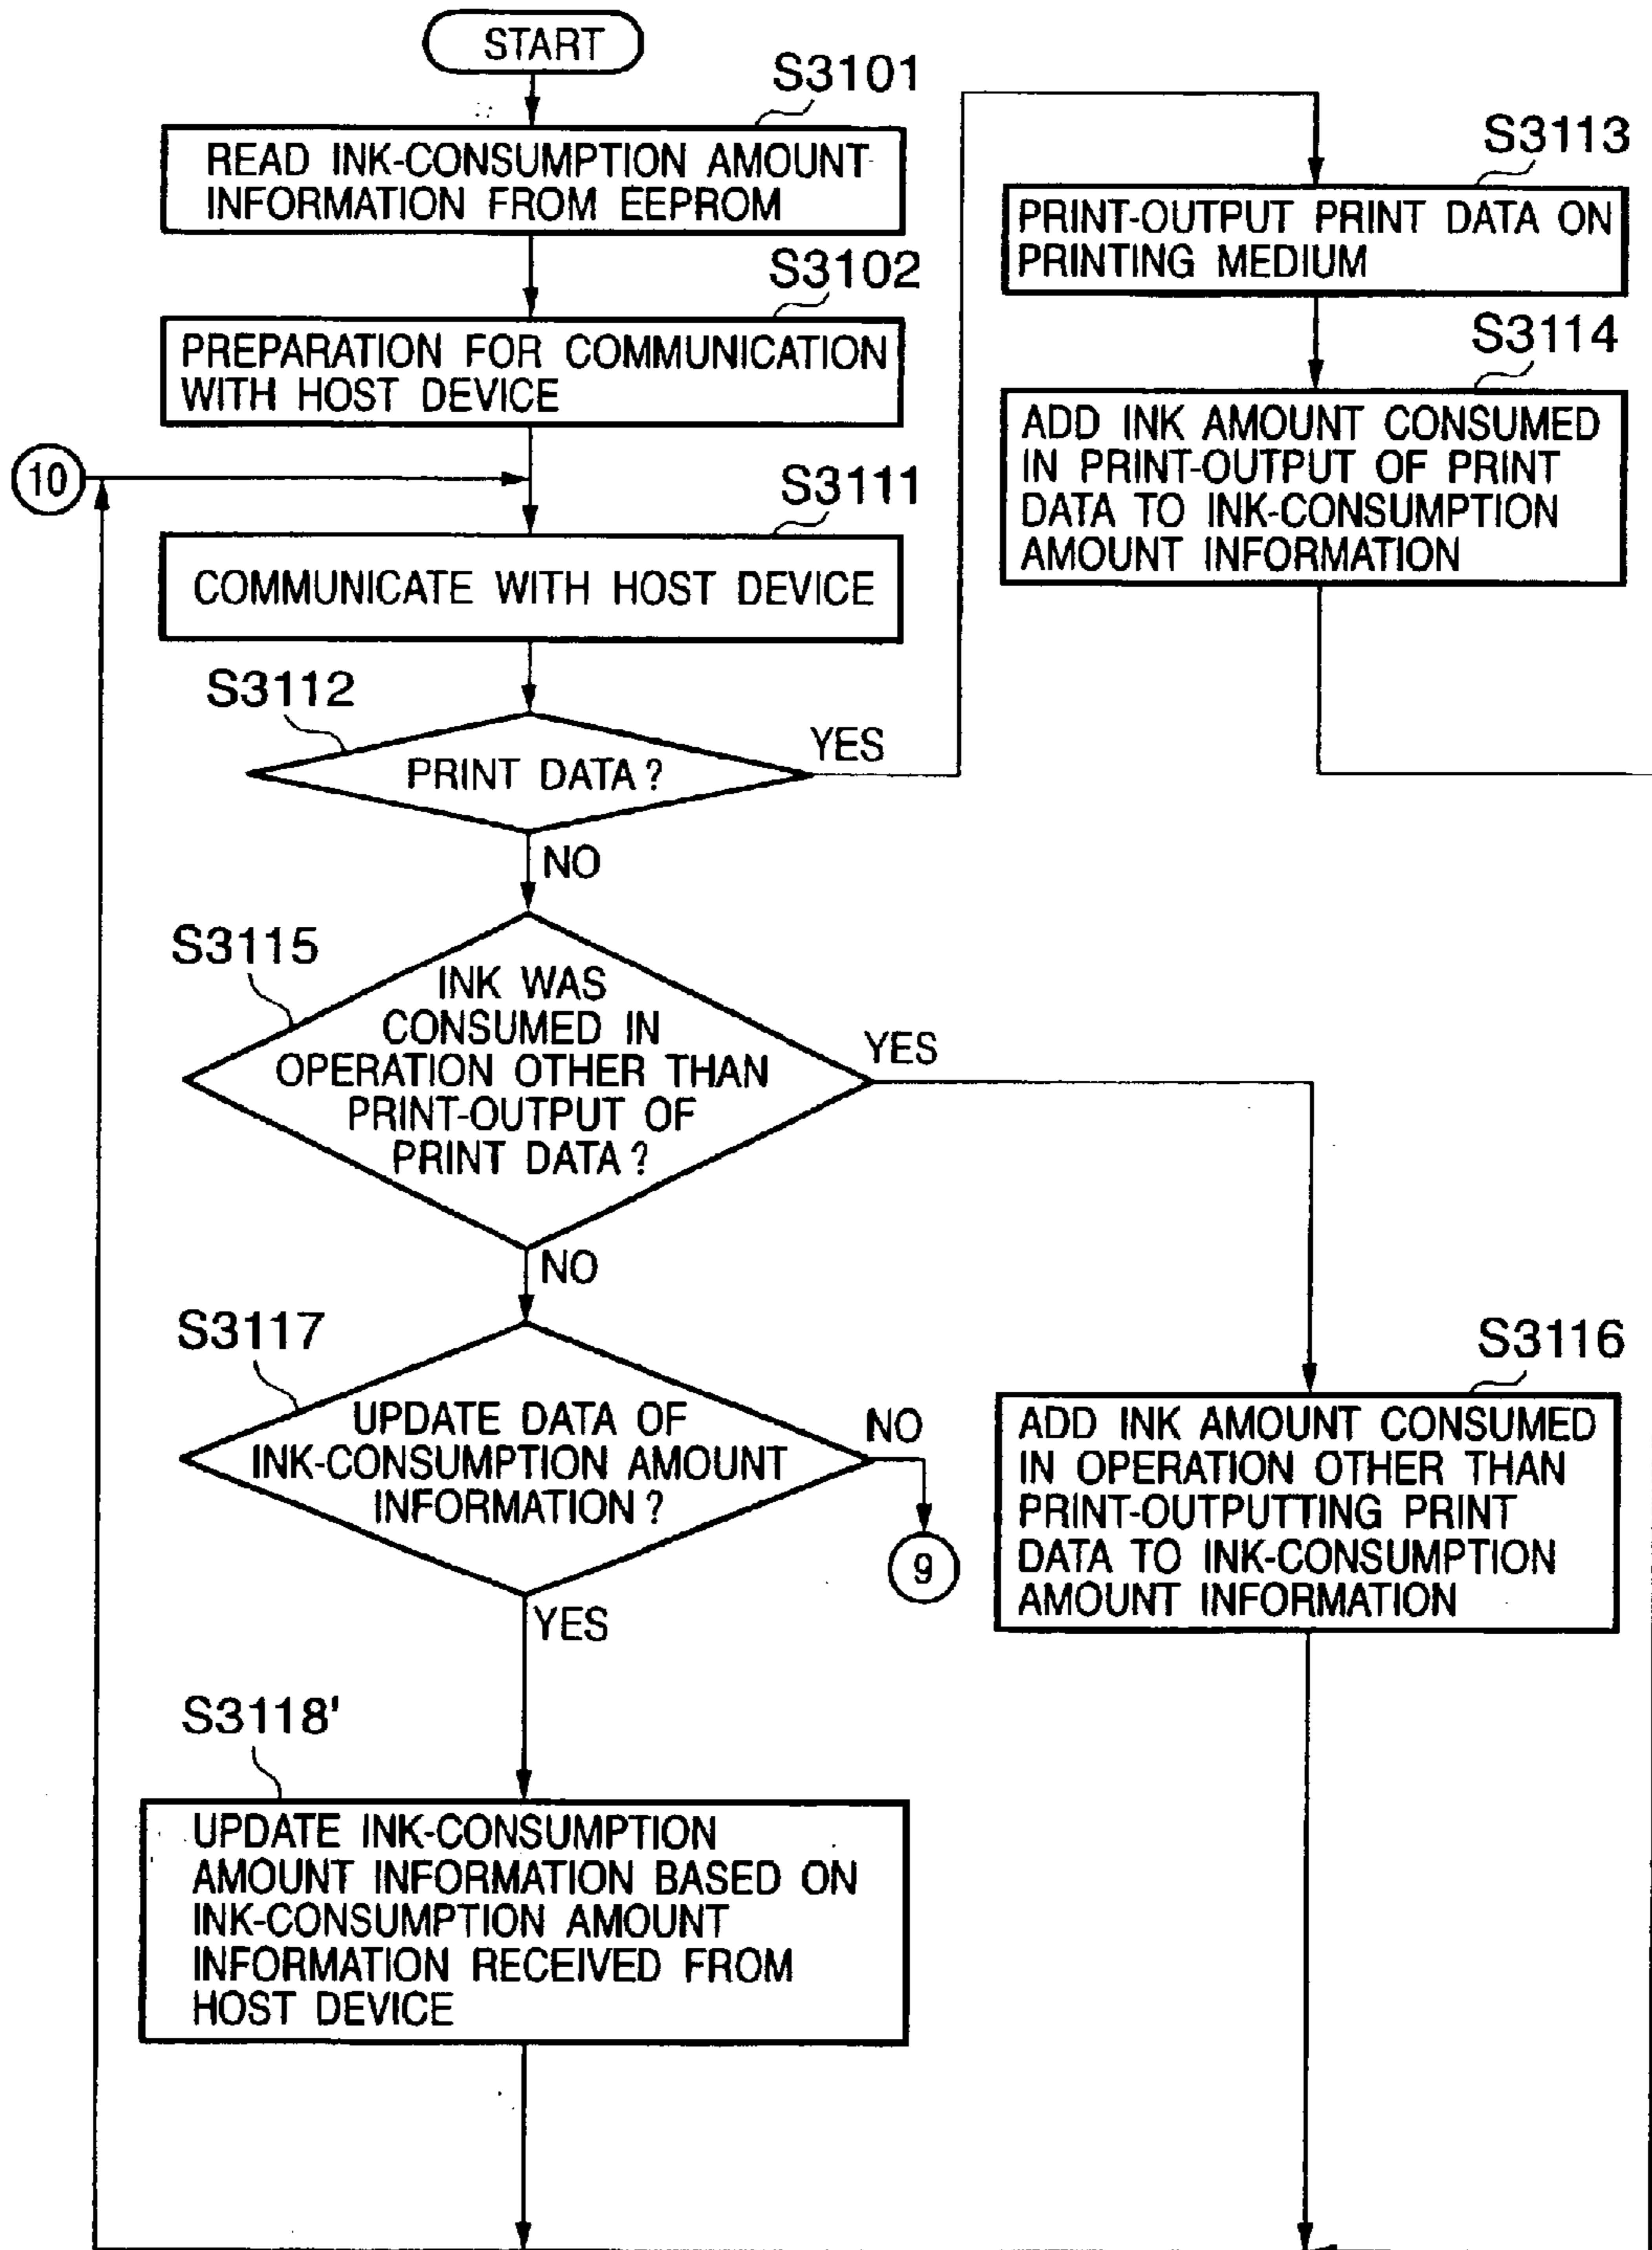 START
S3101
READ INK-CONSUMPTION AMOUNT
INFORMATION FROM EEPROM
S3102
PREPARATION FOR COMMUNICATION
WITH HOST DEVICE
10
S3111
COMMUNICATE WITH HOST DEVICE
S3112
PRINT DATA?
YES
NO
S3113
PRINT-OUTPUT PRINT DATA ON
PRINTING MEDIUM
S3114
ADD INK AMOUNT CONSUMED
IN PRINT-OUTPUT OF PRINT
DATA TO INK-CONSUMPTION
AMOUNT INFORMATION
S3115
INK WAS
CONSUMED IN
OPERATION OTHER THAN
PRINT-OUTPUT OF
PRINT DATA?
YES
NO
S3116
ADD INK AMOUNT CONSUMED
IN OPERATION OTHER THAN
PRINT-OUTPUTTING PRINT
DATA TO INK-CONSUMPTION
AMOUNT INFORMATION
S3117
UPDATE DATA OF
INK-CONSUMPTION AMOUNT
INFORMATION?
NO
9
YES
S3118'
UPDATE INK-CONSUMPTION
AMOUNT INFORMATION BASED ON
INK-CONSUMPTION AMOUNT
INFORMATION RECEIVED FROM
HOST DEVICE